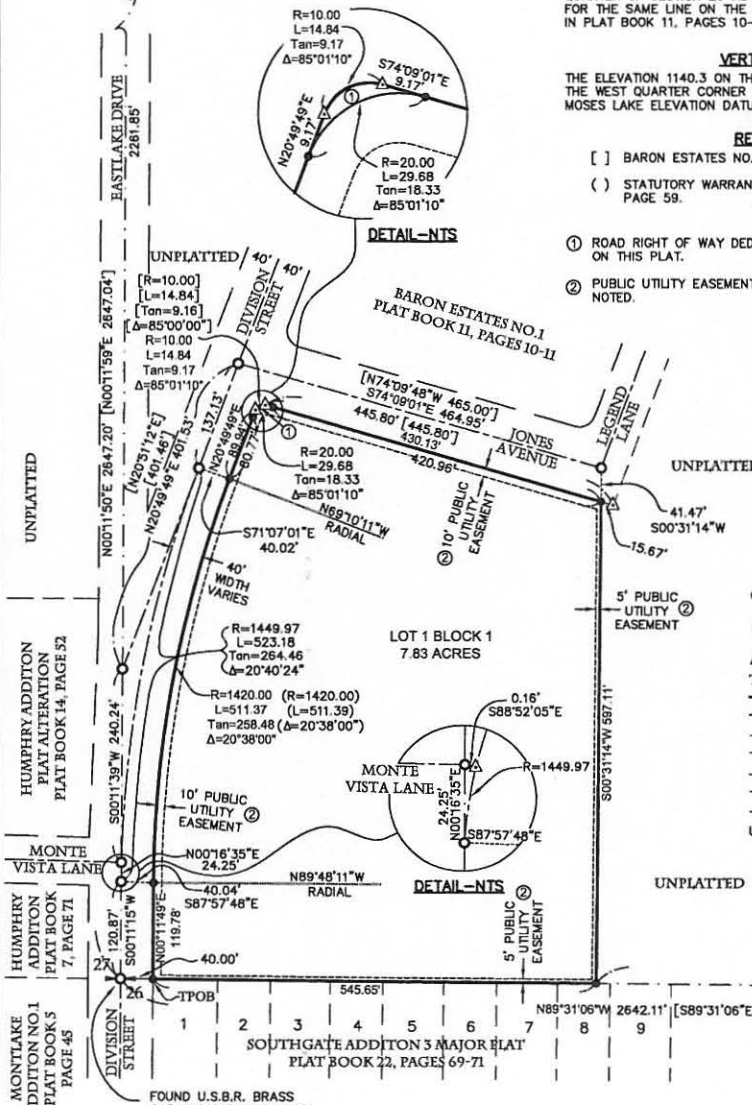 FOR THE SAME LINE ON THE
IN PLAT BOOK 11, PAGES 10-
VERT
THE ELEVATION 1140.3 ON TH
THE WEST QUARTER CORNER
MOSES LAKE ELEVATION DATU
RE
[ ] BARON ESTATES NO.
( ) STATUTORY WARRAN
PAGE 59.
① ROAD RIGHT OF WAY DED
ON THIS PLAT.
② PUBLIC UTILITY EASEMENT
NOTED.
R=10.00
L=14.84
Tan=9.17
Δ=85°01'10"
S74°09'01"E
9.17'
①
N20°49'49"E
9.17'
R=20.00
L=29.68
Tan=18.33
Δ=85°01'10"
DETAIL-NTS
EASTLAKE DRIVE
2261.85'
UNPLATTED
40'
40'
DIVISION
STREET
[R=10.00]
[L=14.84]
[Tan=9.16]
[Δ=85°00'00"]
R=10.00
L=14.84
Tan=9.17
Δ=85°01'10"
BARON ESTATES NO.1
PLAT BOOK 11, PAGES 10-11
[N74°09'48"W 465.00']
S74°09'01"E 464.95'
445.80' [445.80']
430.13'
420.96'
JONES
AVENUE
LEGEND
LANE
UNPLATTED
41.47'
S00°31'14"W
15.67'
①
R=20.00
L=29.68
Tan=18.33
Δ=85°01'10"
137.13'
N20°49'49"E
89.94'
80.77'
[N20°51'12"E]
[401.46']
N20°49'49"E 401.53'
N00°11'50"E 2647.20' [N00°11'59"E 2647.04']
UNPLATTED
N69°10'11"W
RADIAL
S71°07'01"E
40.02'
10' PUBLIC
UTILITY
EASEMENT
②
40'
WIDTH
VARIES
5' PUBLIC
UTILITY ②
EASEMENT
R=1449.97
L=523.18
Tan=264.46
Δ=20°40'24"
LOT 1 BLOCK 1
7.83 ACRES
R=1420.00 (R=1420.00)
L=511.37 (L=511.39)
Tan=258.48 (Δ=20°38'00")
Δ=20°38'00"
S00°31'14"W 597.11'
HUMPHRY ADDITON
PLAT ALTERATION
PLAT BOOK 14, PAGE 52
S00°11'39"W 240.24'
0.16'
S88°52'05"E
R=1449.97
MONTE
VISTA LANE
24.25'
N00°16'35"E
S87°57'48"E
DETAIL-NTS
10' PUBLIC
UTILITY ②
EASEMENT
MONTE
VISTA LANE
N00°16'35"E
24.25'
N89°48'11"W
RADIAL
40.04'
S87°57'48"E
UNPLATTED
HUMPHRY
ADDITON
PLAT BOOK
7, PAGE 71
120.87'
S00°11'15"W
N00°11'49"E
119.78'
5' PUBLIC
UTILITY
EASEMENT
②
27
26
40.00'
TPOB
545.65'
N89°31'06"W 2642.11' [S89°31'06"E
MONTLAKE
ADDITON NO.1
PLAT BOOK 5
PAGE 45
DIVISION
STREET
1 2 3 4 5 6 7 8 9
SOUTHGATE ADDITON 3 MAJOR PLAT
PLAT BOOK 22, PAGES 69-71
FOUND U.S.B.R. BRASS